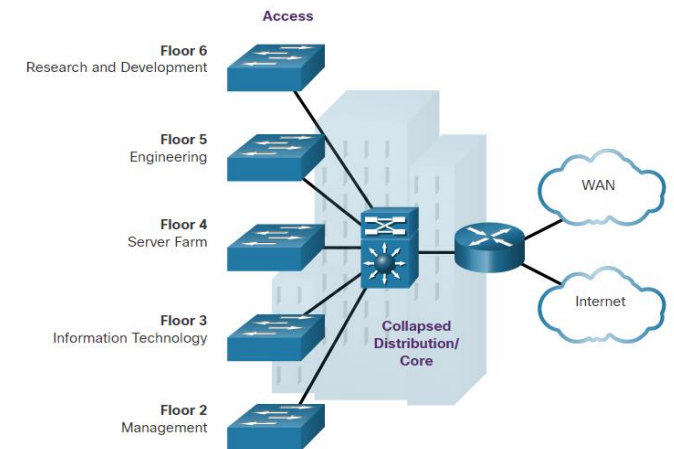 Access
Floor 6
Research and Development
Floor 5
Engineering
Floor 4
Server Farm
Floor 3
Information Technology
Floor 2
Management
Collapsed
Distribution/
Core
WAN
Internet